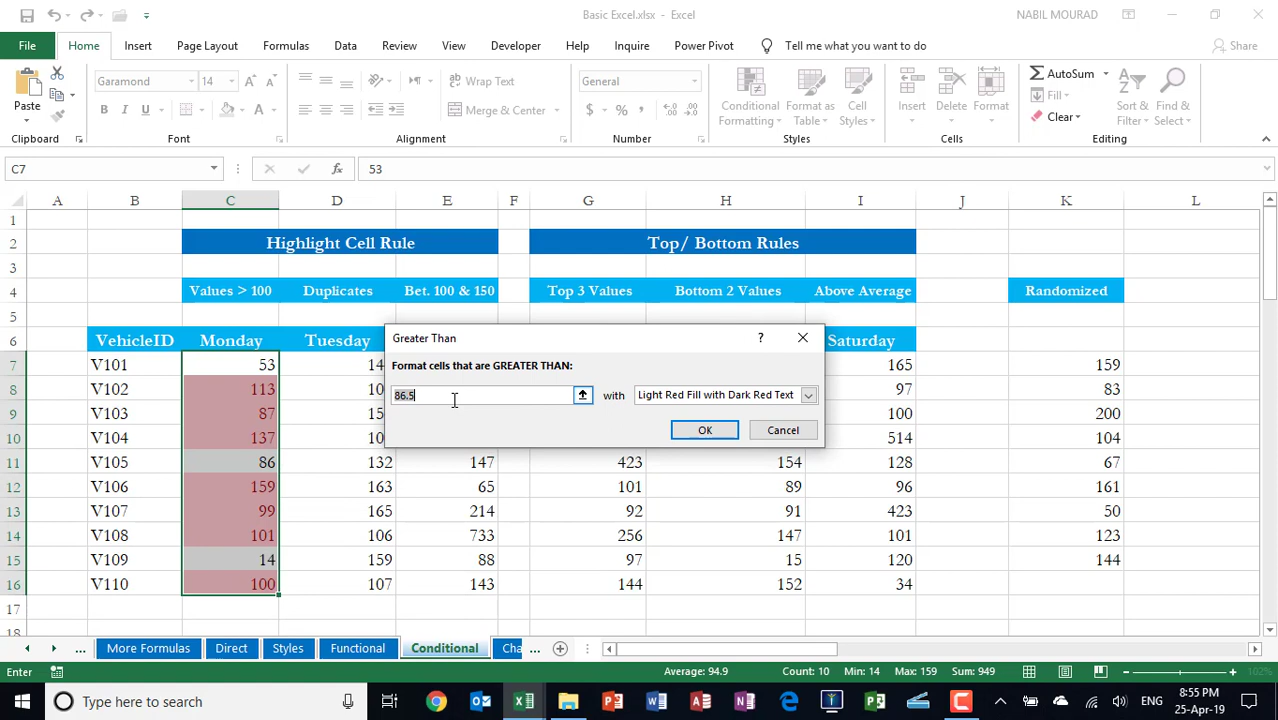 Basic Excel.xlsx - Excel
NABIL MOURAD
File Home Insert Page Layout Formulas Data Review View Developer Help Inquire Power Pivot Tell me what you want to do Share
Paste
Garamond 14
B I U A
Wrap Text
Merge & Center
General
$ % ,
Conditional Formatting
Format as Table
Cell Styles
Insert
Delete
Format
AutoSum
Fill
Clear
Sort & Filter
Find & Select
Clipboard Font Alignment Number Styles Cells Editing
C7 fx 53
A B C D E F G H I J K L
1
2 Highlight Cell Rule Top/ Bottom Rules
3
4 Values > 100 Duplicates Bet. 100 & 150 Top 3 Values Bottom 2 Values Above Average Randomized
5
6 VehicleID Monday Tuesday Saturday
7 V101 53 14 165 159
8 V102 113 10 97 83
9 V103 87 15 100 200
10 V104 137 10 514 104
11 V105 86 132 147 423 154 128 67
12 V106 159 163 65 101 89 96 161
13 V107 99 165 214 92 91 423 50
14 V108 101 106 733 256 147 101 123
15 V109 14 159 88 97 15 120 144
16 V110 100 107 143 144 152 34
17
18
Greater Than ?
Format cells that are GREATER THAN:
86.5 with Light Red Fill with Dark Red Text
OK Cancel
... More Formulas Direct Styles Functional Conditional Cha ...
Enter Average: 94.9 Count: 10 Min: 14 Max: 159 Sum: 949 102%
Type here to search
ENG
8:55 PM
25-Apr-19